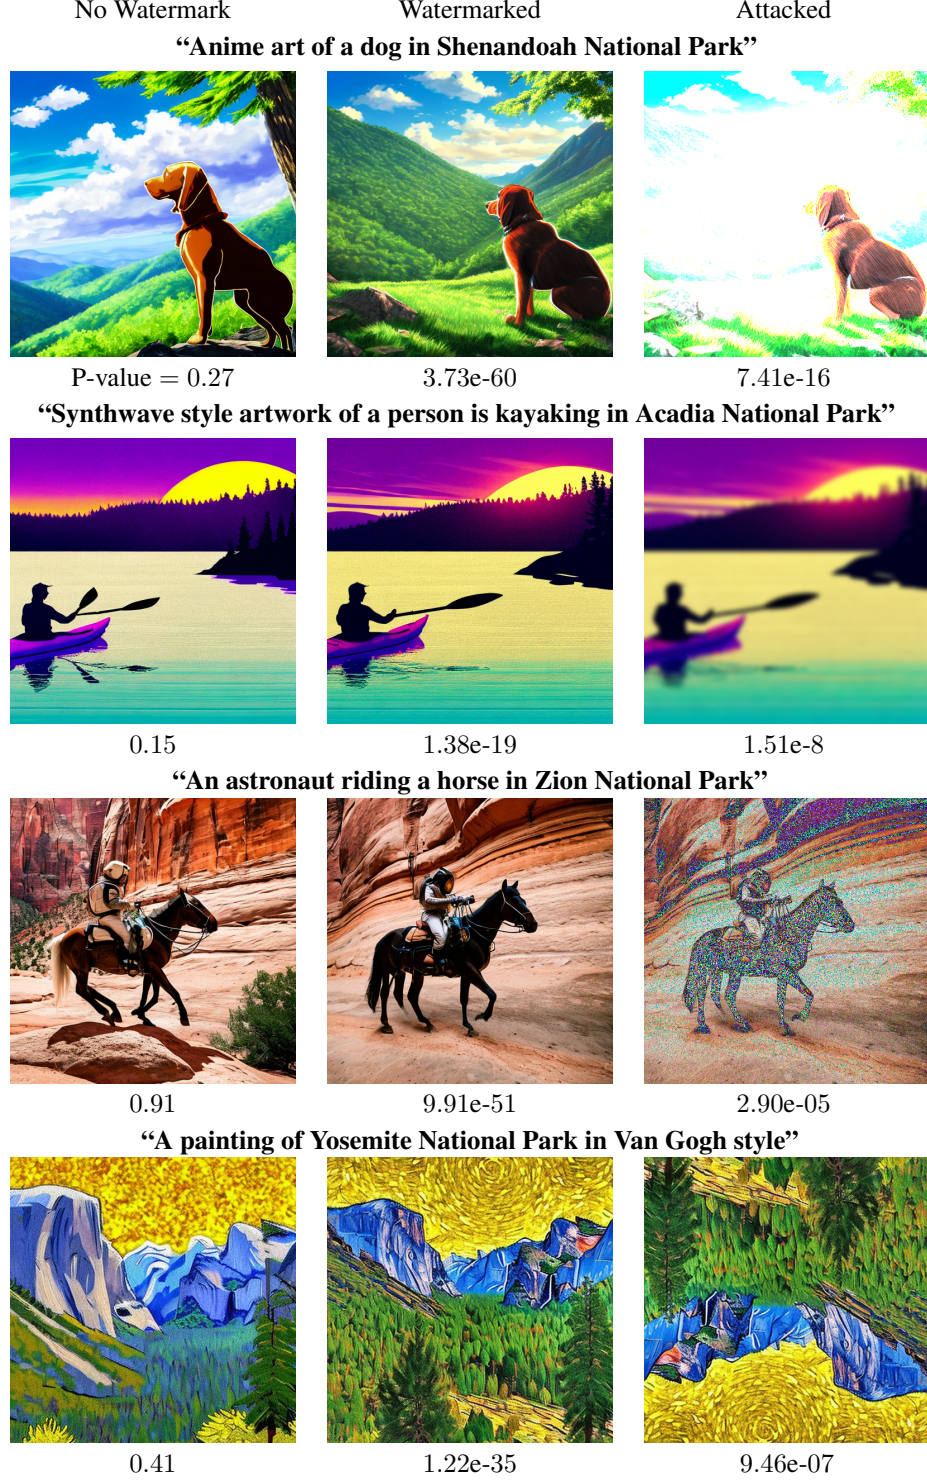 No Watermark Watermarked Attacked
“Anime art of a dog in Shenandoah National Park”
P-value = 0.27 3.73e-60 7.41e-16
“Synthwave style artwork of a person is kayaking in Acadia National Park”
0.15 1.38e-19 1.51e-8
“An astronaut riding a horse in Zion National Park”
0.91 9.91e-51 2.90e-05
“A painting of Yosemite National Park in Van Gogh style”
0.41 1.22e-35 9.46e-07